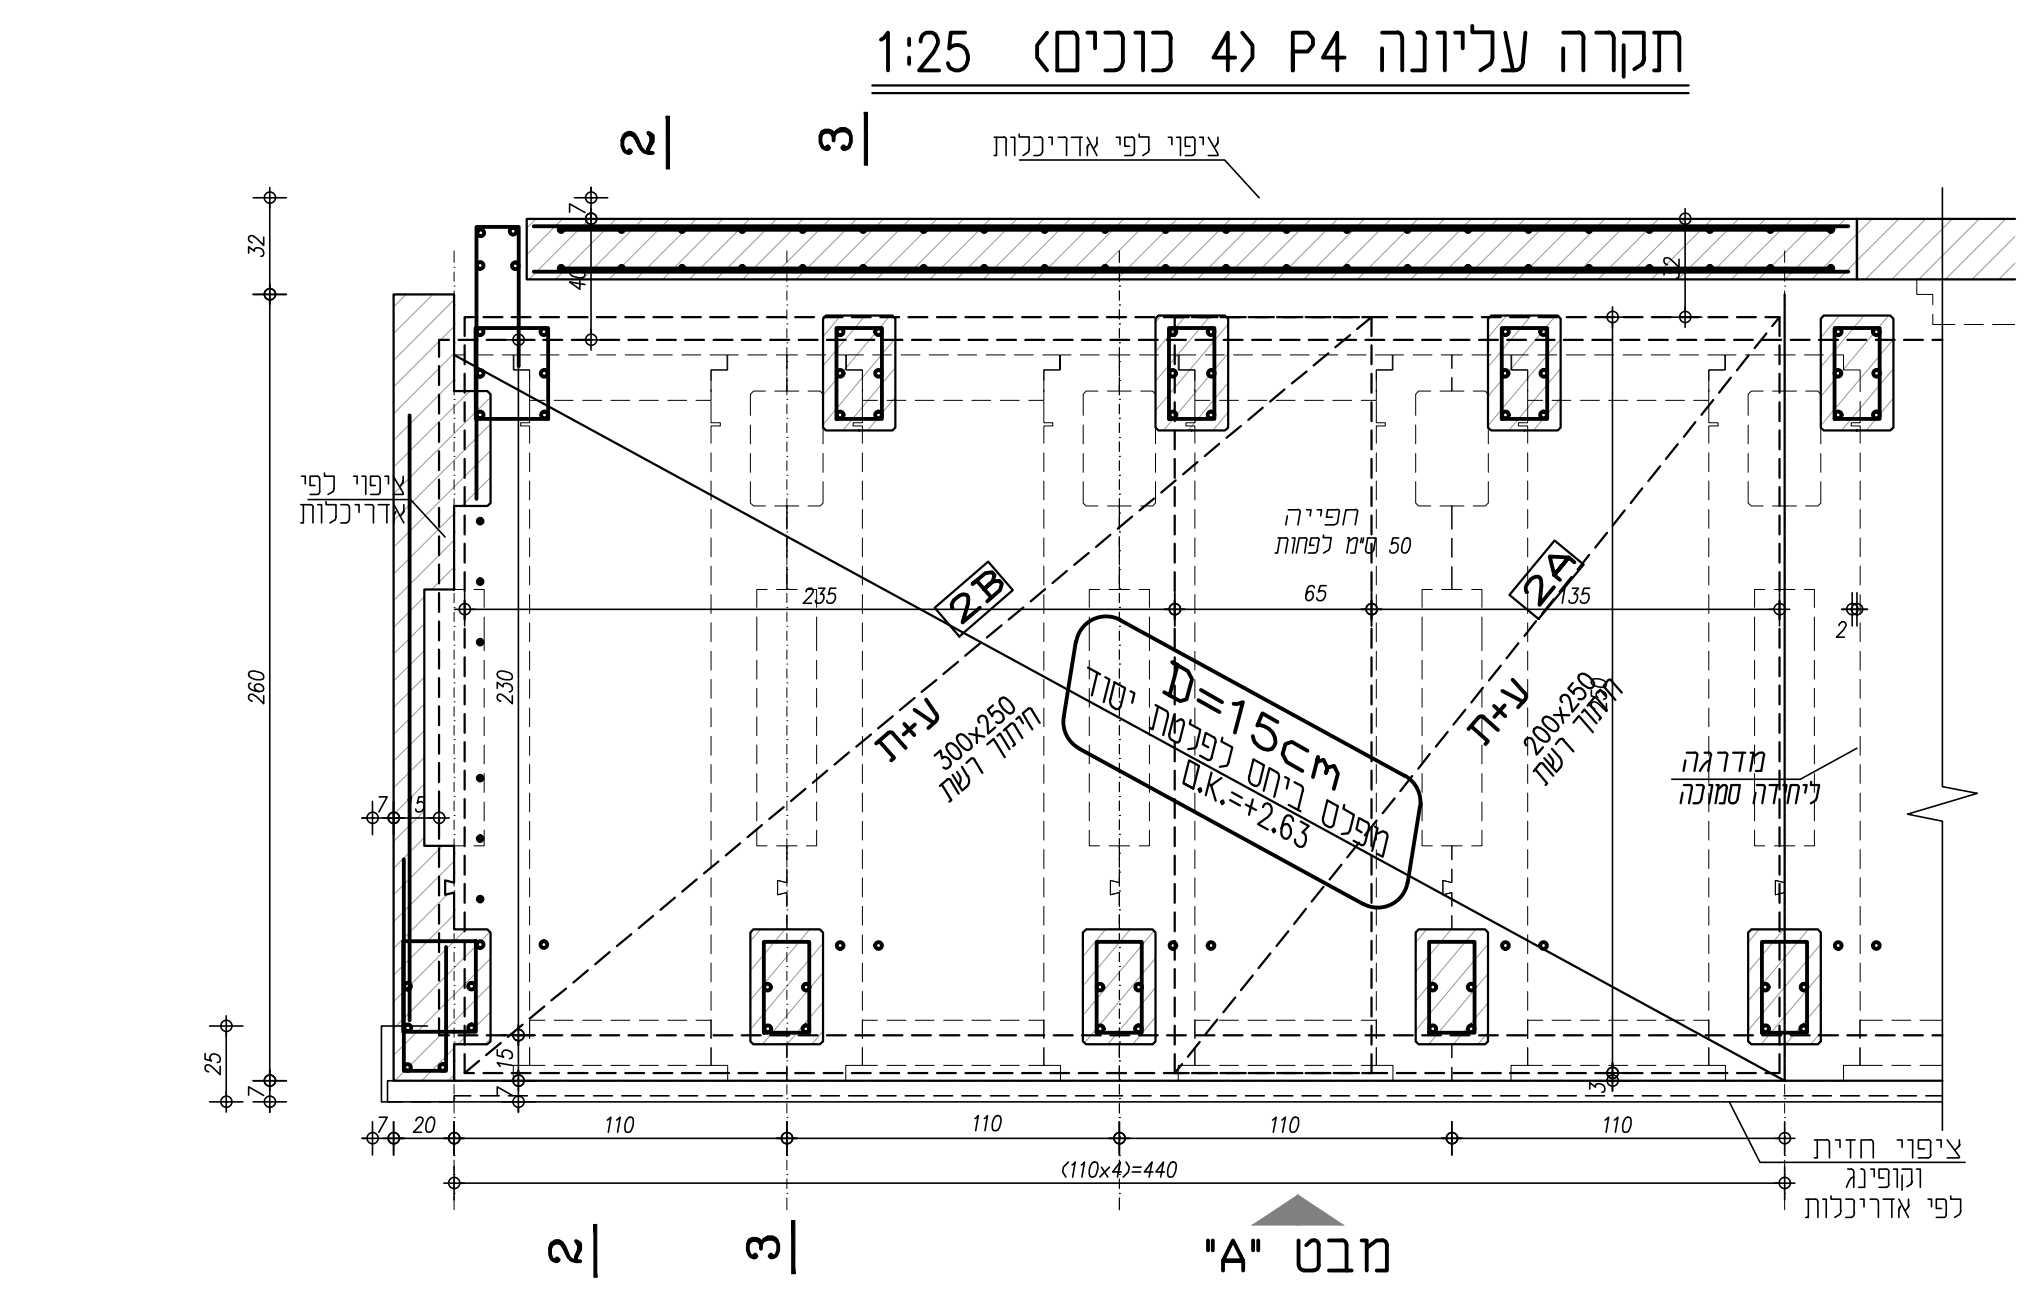 תקרה עליונה P4 (4 כוכים) 1:25
2
3
ציפוי לפי אדריכלות
7
32
40
32
ציפוי לפי
אדריכלות
חפייה
50 ס"מ לפחות
2B
2A
235
65
135
2
260
230
D=15cm
מפלס ביחס לפלטת יסוד
ם.K.=+2.63
ע+ת
300x250
חיתוך רשת
ע+ת
200x250
חיתוך רשת
מדרגה
ליחידה סמוכה
7
15
25
7
15
7
3
7
20
110
110
110
110
(110x4)=440
ציפוי חזית
וקופינג
לפי אדריכלות
2
3
מבט "A"